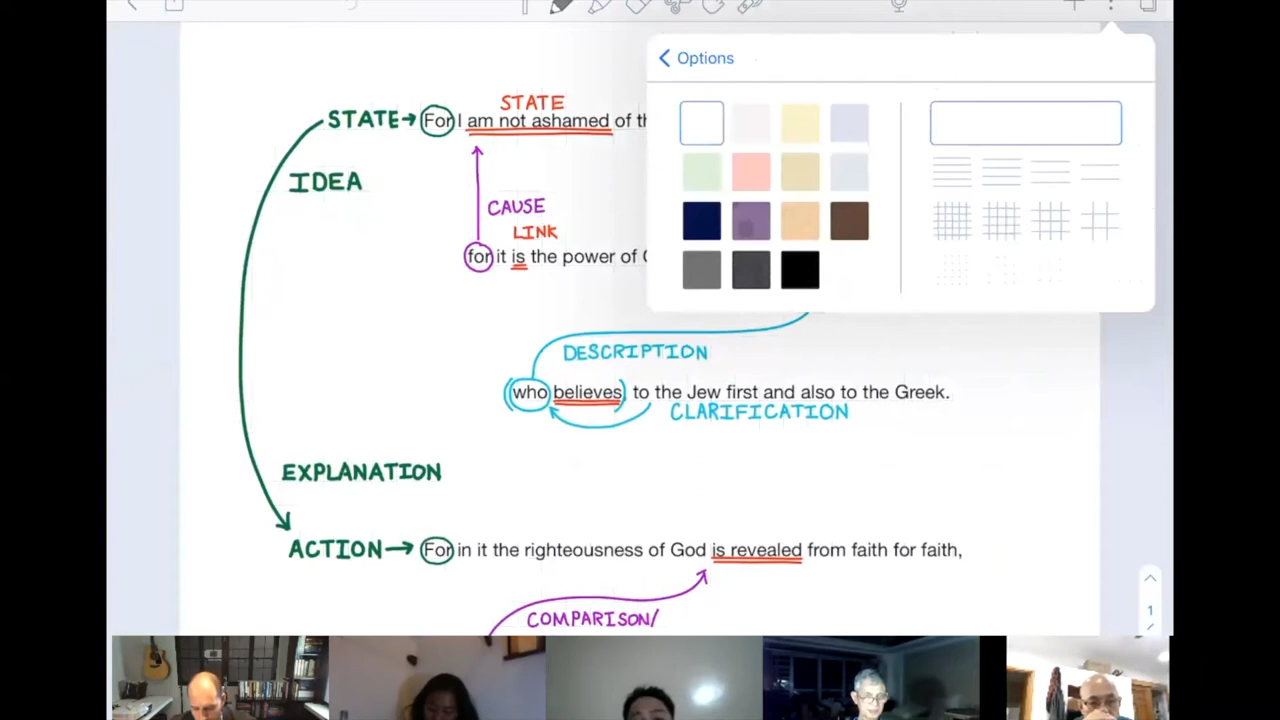 Options
STATE
STATE→ For I am not ashamed of th
IDEA
CAUSE
LINK
for it is the power of
DESCRIPTION
(who believes), to the Jew first and also to the Greek.
CLARIFICATION
EXPLANATION
ACTION→ For in it the righteousness of God is revealed from faith for faith,
COMPARISON/
1